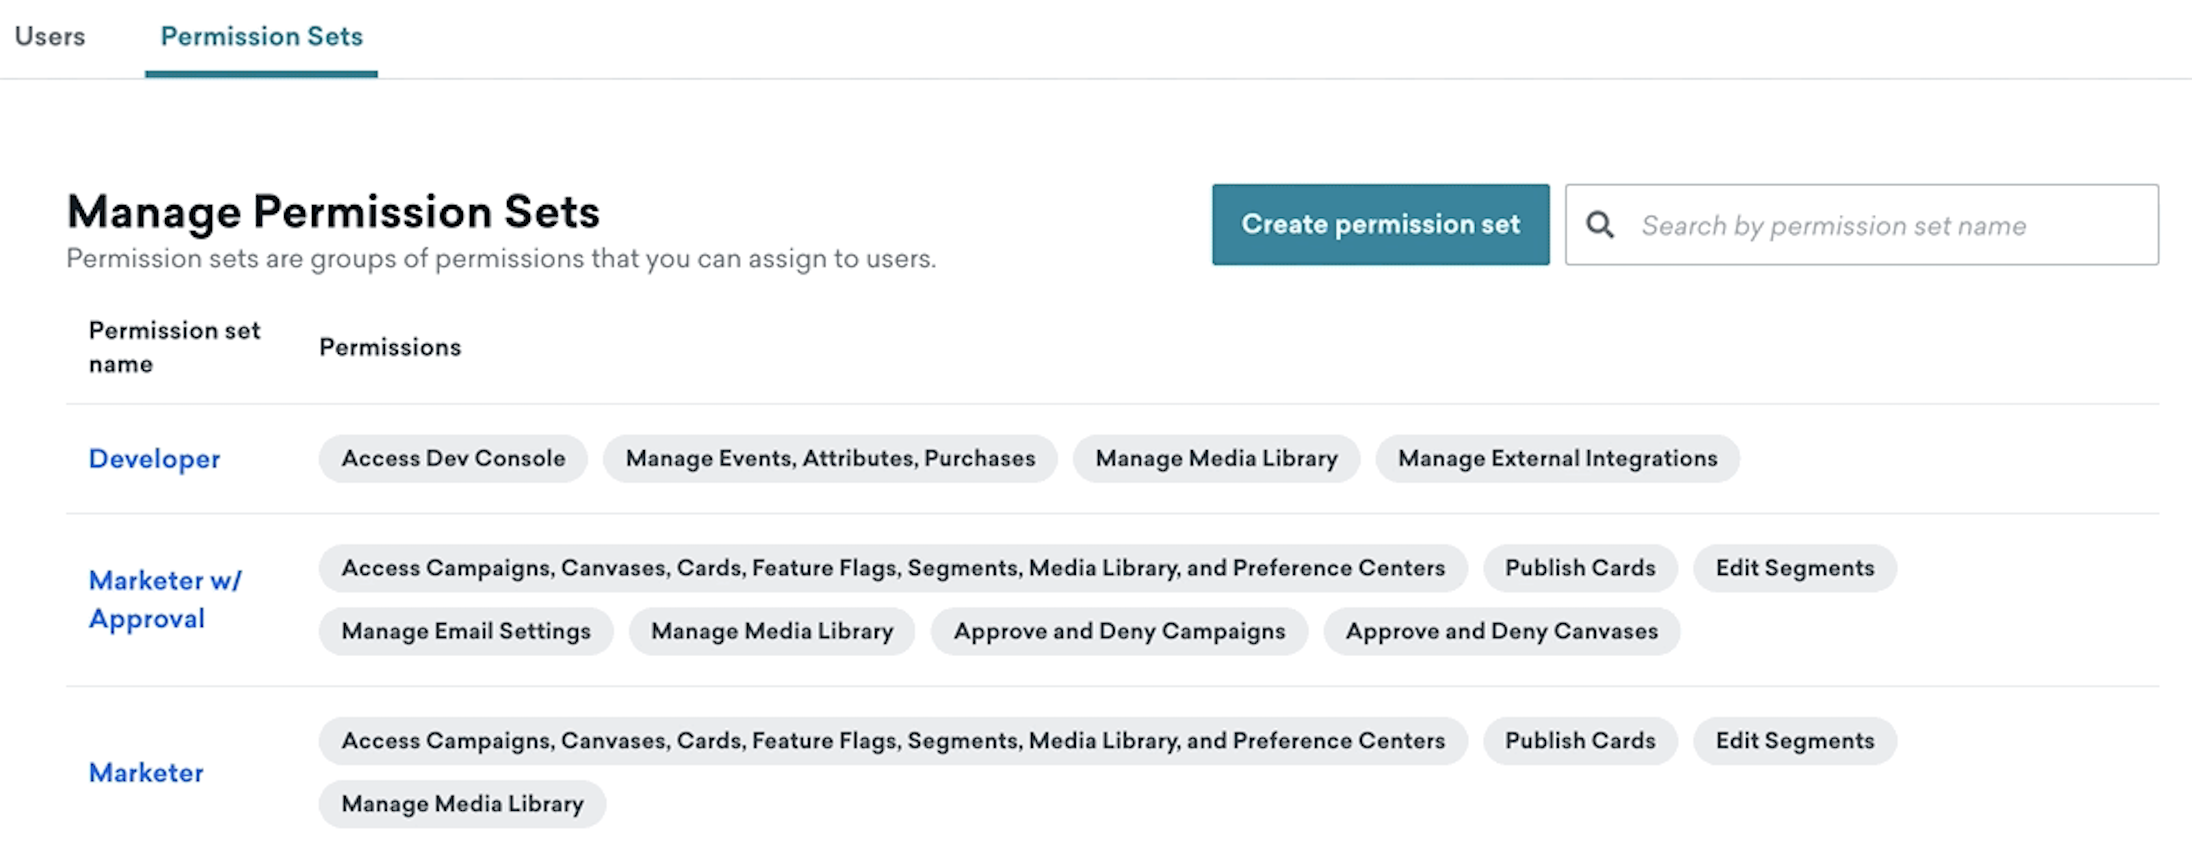 Users Permission Sets
Manage Permission Sets
Permission sets are groups of permissions that you can assign to users.
Create permission set
Search by permission set name
Permission set
name
Permissions
Developer
Access Dev Console Manage Events, Attributes, Purchases Manage Media Library Manage External Integrations
Marketer w/
Approval
Access Campaigns, Canvases, Cards, Feature Flags, Segments, Media Library, and Preference Centers Publish Cards Edit Segments
Manage Email Settings Manage Media Library Approve and Deny Campaigns Approve and Deny Canvases
Marketer
Access Campaigns, Canvases, Cards, Feature Flags, Segments, Media Library, and Preference Centers Publish Cards Edit Segments
Manage Media Library